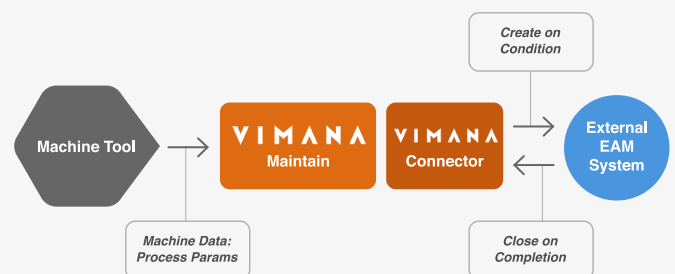 Create on
Condition
Machine Tool
VIMANA
Maintain
VIMANA
Connector
External
EAM
System
Machine Data:
Process Params
Close on
Completion